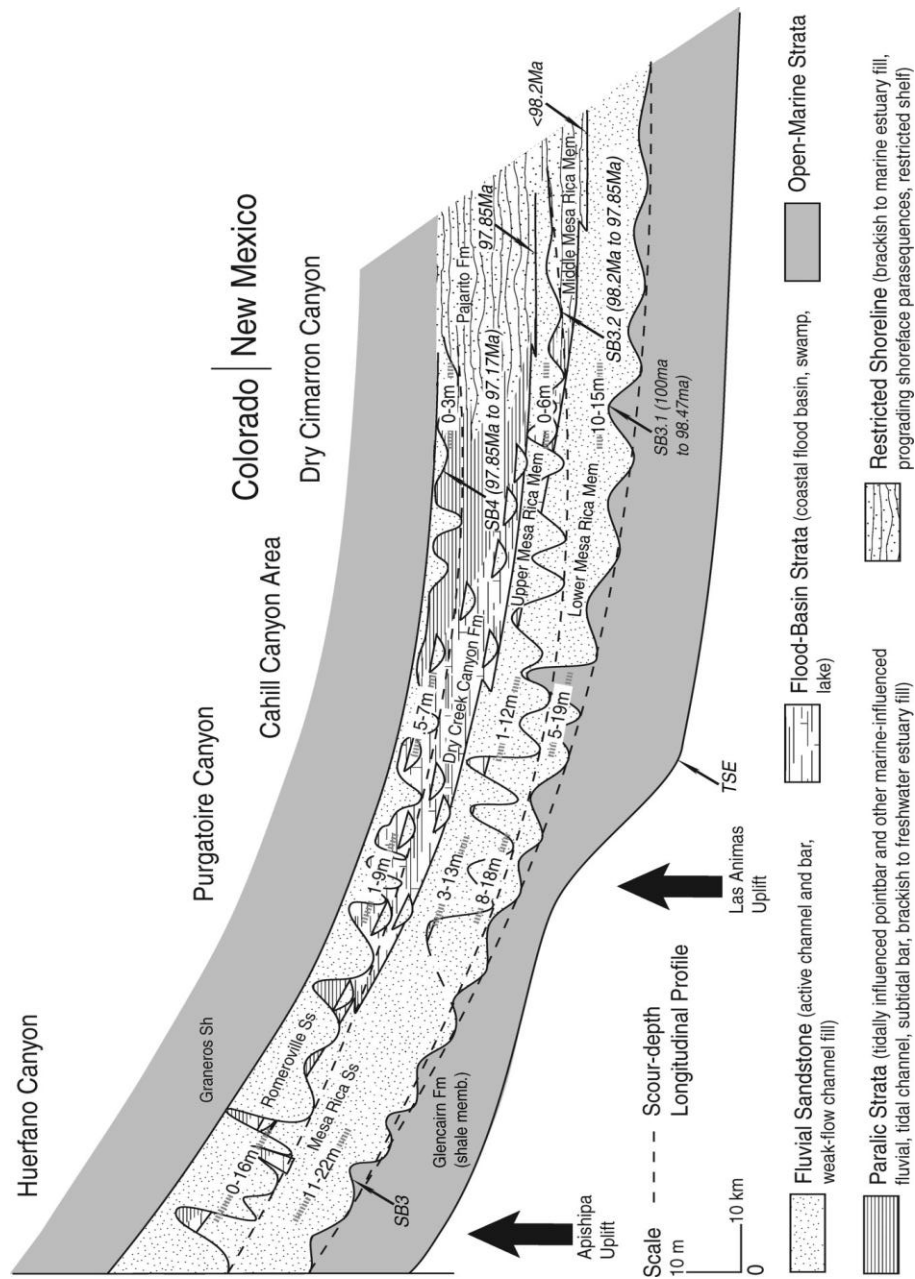 Huerfano Canyon
Purgatoire Canyon
Cahill Canyon Area
Colorado | New Mexico
Dry Cimarron Canyon
Graneros Sh
Romeroville Ss
Mesa Rica Ss
Glencairn Fm
(shale memb.)
0-16m
11-22m
SB3
1-9m
3-13m
8-18m
5-7m
Dry Creek Canyon Fm
1-12m
5-19m
0-3m
Pajarito Fm
SB4 (97.85Ma to 97.17Ma)
97.85Ma
Upper Mesa Rica Mem
0-6m
Middle Mesa Rica Mem
<98.2Ma
SB3.2 (98.2Ma to 97.85Ma)
Lower Mesa Rica Mem
10-15m
SB3.1 (100ma
to 98.47ma)
TSE
Apishipa
Uplift
Las Animas
Uplift
Scale
10 m
0
10 km
Scour-depth
Longitudinal Profile
Fluvial Sandstone (active channel and bar,
weak-flow channel fill)
Flood-Basin Strata (coastal flood basin, swamp,
lake)
Open-Marine Strata
Paralic Strata (tidally influenced pointbar and other marine-influenced
fluvial, tidal channel, subtidal bar, brackish to freshwater estuary fill)
Restricted Shoreline (brackish to marine estuary fill,
prograding shoreface parasequences, restricted shelf)